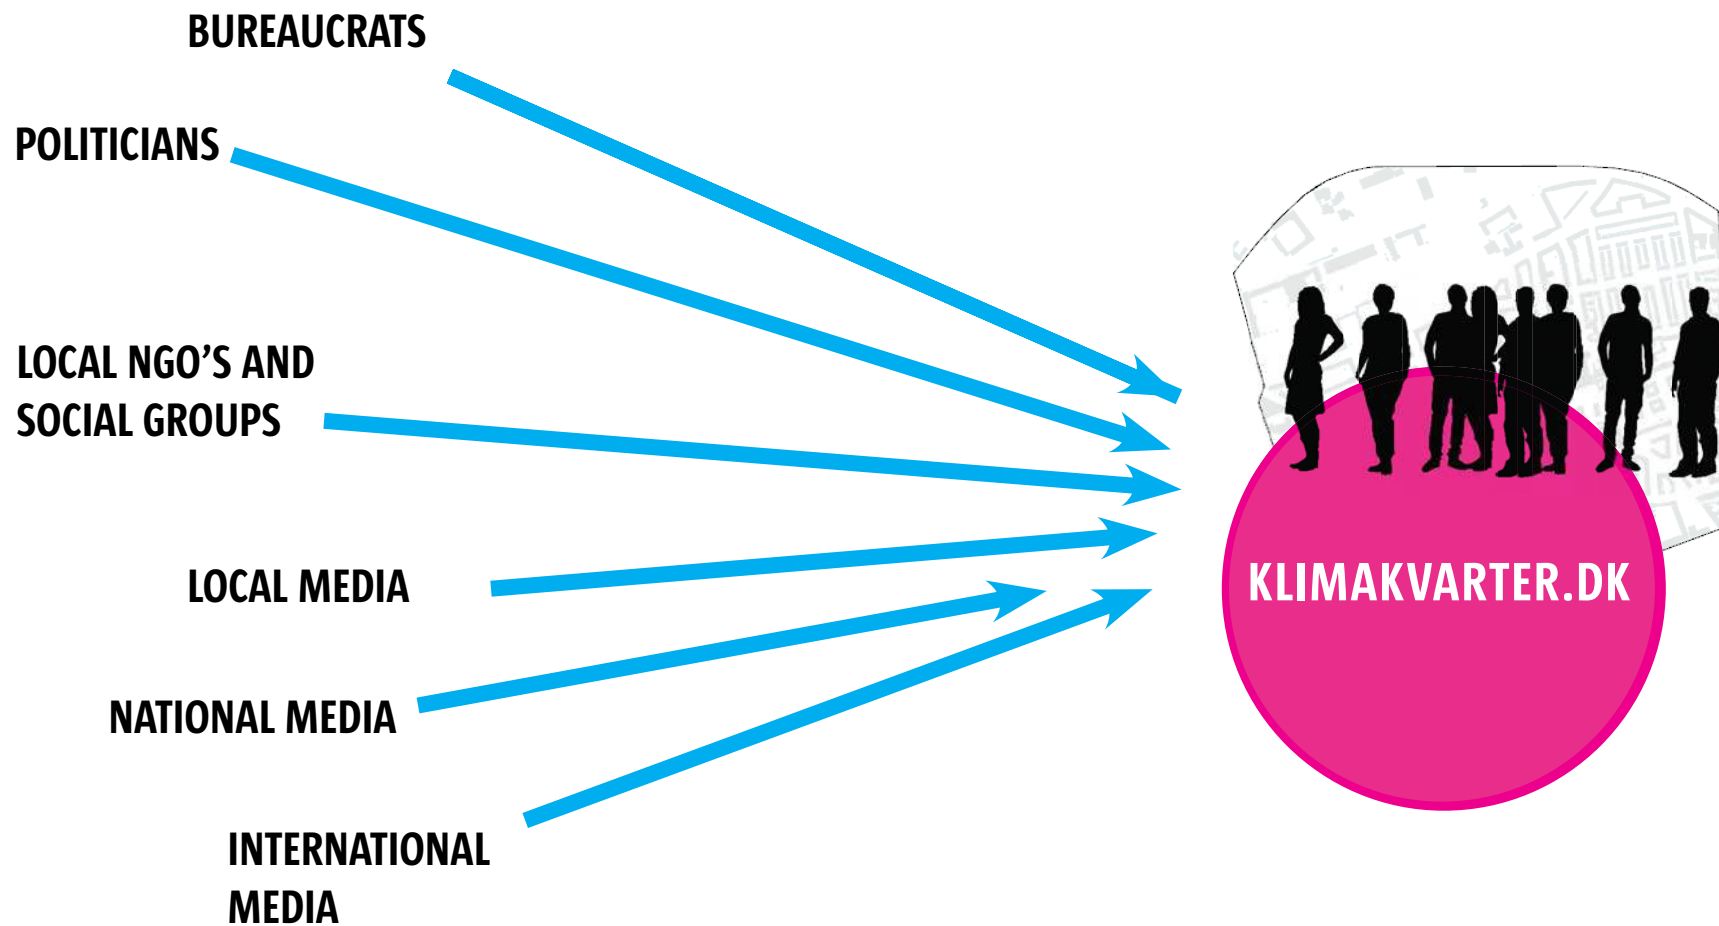 BUREAUCRATS
POLITICIANS
LOCAL NGO’S AND
SOCIAL GROUPS
LOCAL MEDIA
NATIONAL MEDIA
INTERNATIONAL
MEDIA
KLIMAKVARTER.DK